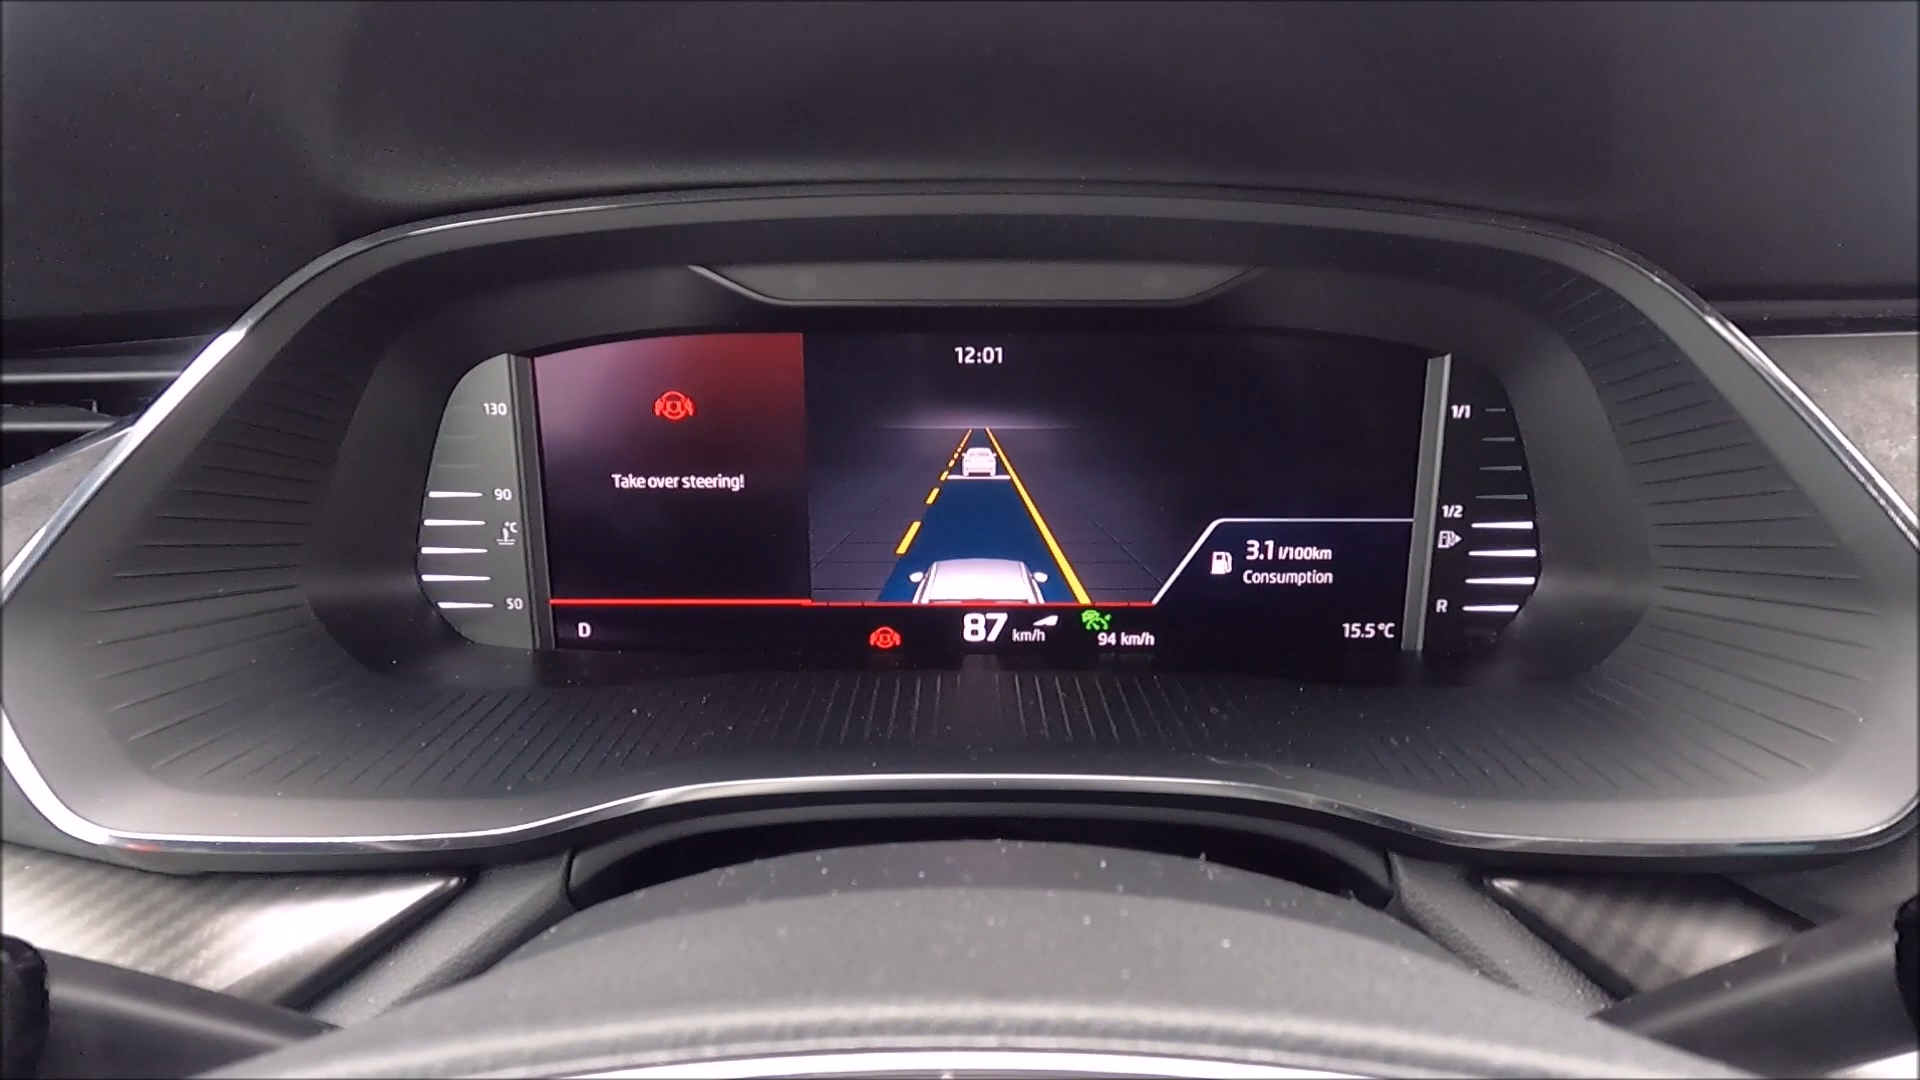 12:01
130
90
°C
50
Take over steering!
1/1
1/2
R
3.1 l/100km
Consumption
D
87 km/h
94 km/h
15.5°C